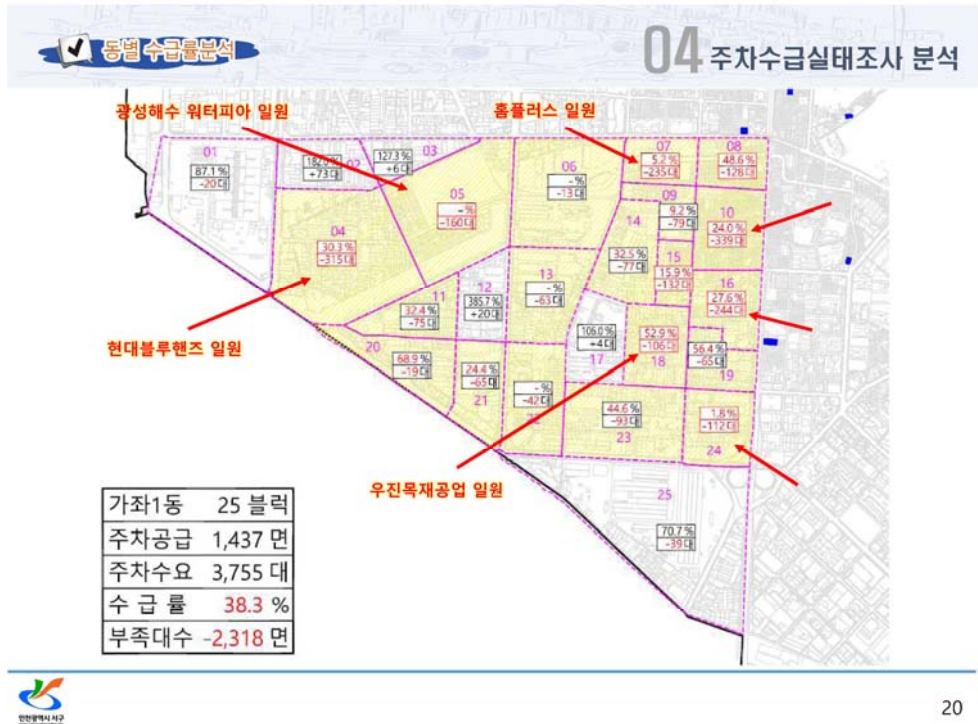 동별 수급률분석
04 주차수급실태조사 분석
광성해수 워터피아 일원
홈플러스 일원
01
87.1 %
-20대
02
+73대
03
127.3 %
+6대
04
30.3 %
-315대
05
- %
-160대
06
- %
-13대
07
5.2 %
-235대
08
48.6 %
-128대
09
9.2 %
-79대
10
24.0 %
-339대
11
32.4 %
-75대
12
385.7 %
+20대
13
- %
-63대
14
32.5 %
-77대
15
15.9 %
-132대
16
27.6 %
-244대
106.0 %
+4대
17
52.9 %
-106대
18
56.4 %
-65대
19
20
68.9 %
-19대
24.4 %
-65대
21
- %
-42대
22
44.6 %
-93대
23
1.8 %
-112대
24
25
70.7 %
-39대
현대블루핸즈 일원
우진목재공업 일원
가좌1동 25 블럭
주차공급 1,437 면
주차수요 3,755 대
수 급 률 38.3 %
부족대수 -2,318 면
인천광역시 서구
20